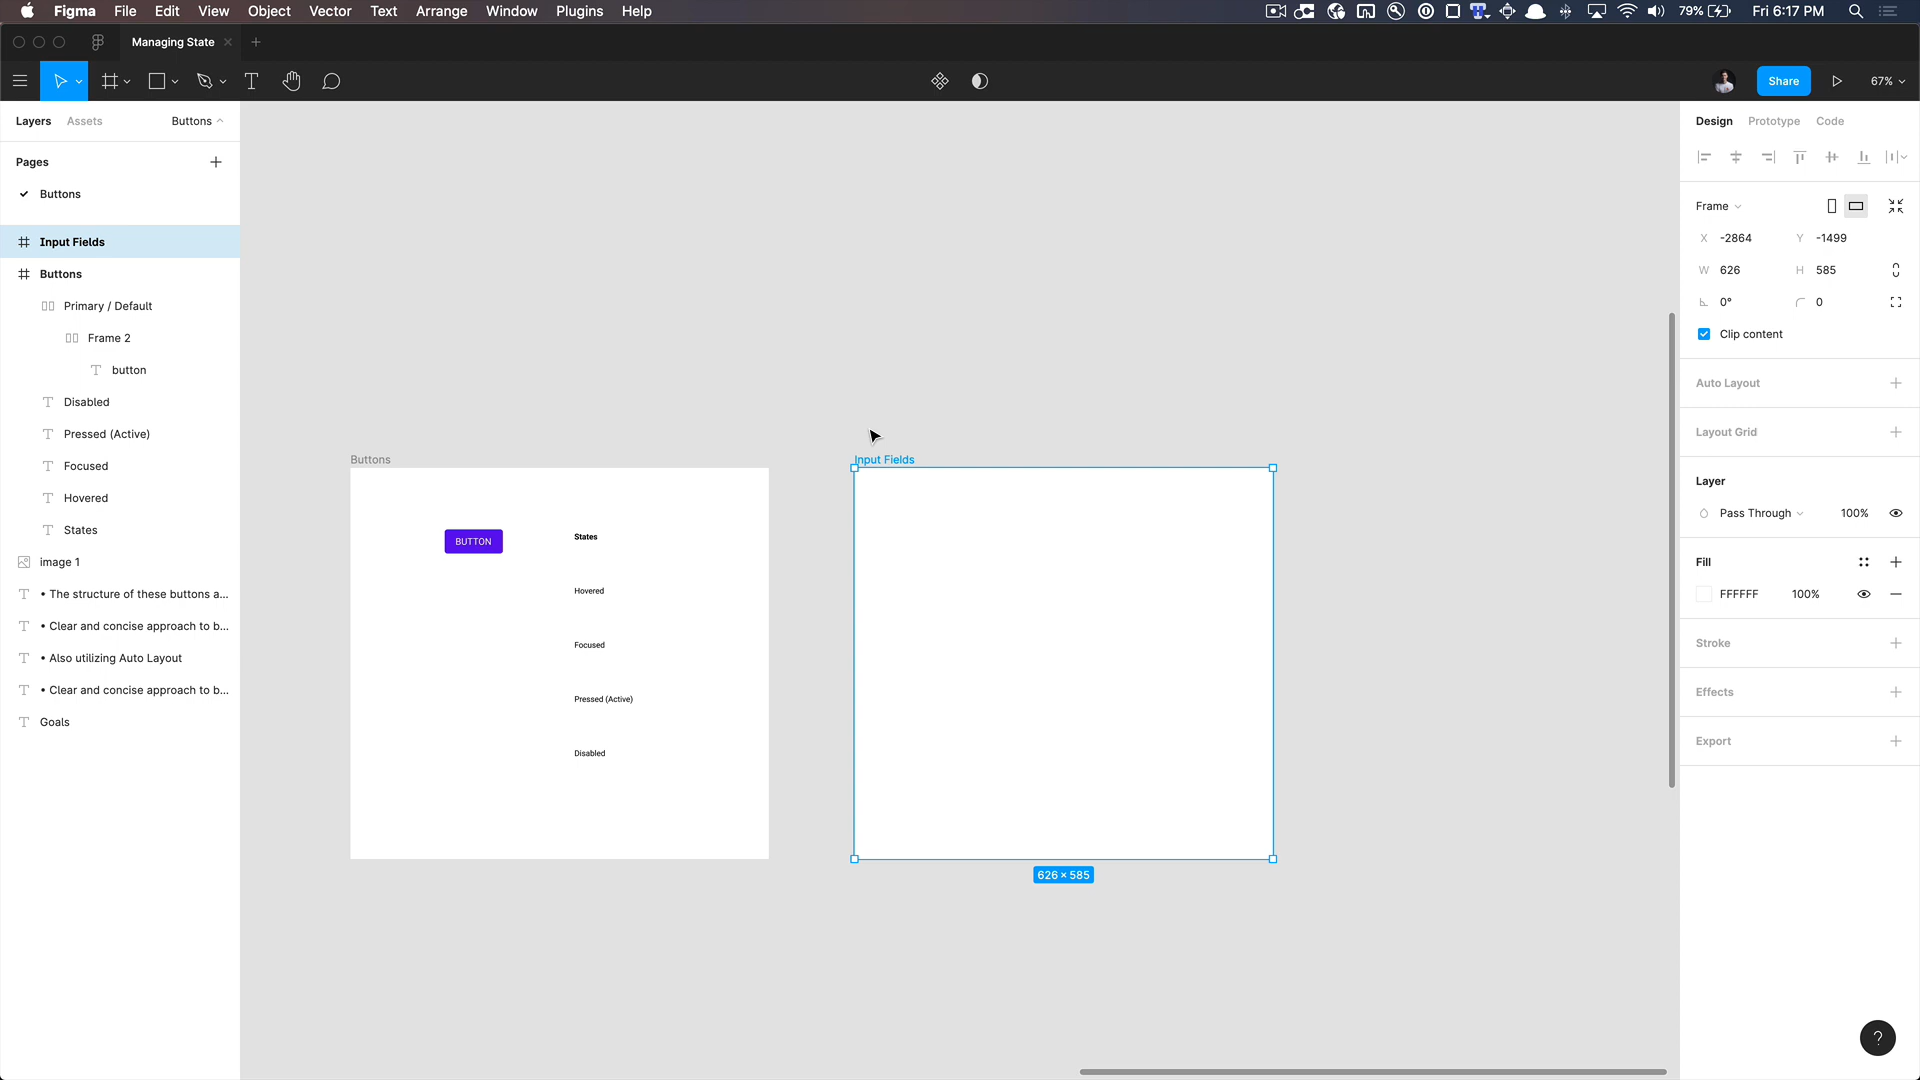 Figma File Edit View Object Vector Text Arrange Window Plugins Help 79% Fri 6:17 PM
Managing State
Share 67%
Layers Assets Buttons
Pages
Buttons
Input Fields
Buttons
Primary / Default
Frame 2
button
Disabled
Pressed (Active)
Focused
Hovered
States
image 1
• The structure of these buttons a...
• Clear and concise approach to b...
• Also utilizing Auto Layout
• Clear and concise approach to b...
Goals
Buttons
BUTTON
States
Hovered
Focused
Pressed (Active)
Disabled
Input Fields
626 × 585
Design Prototype Code
Frame
X -2864 Y -1499
W 626 H 585
0° 0
Clip content
Auto Layout
Layout Grid
Layer
Pass Through 100%
Fill
FFFFFF 100%
Stroke
Effects
Export
?